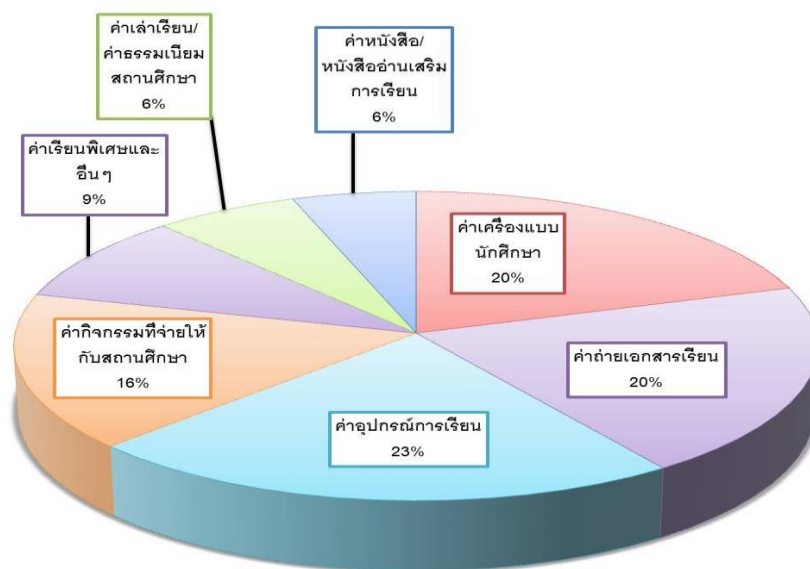 ค่าเล่าเรียน/
ค่าธรรมเนียม
สถานศึกษา
6%
ค่าหนังสือ/
หนังสืออ่านเสริม
การเรียน
6%
ค่าเรียนพิเศษและ
อื่นๆ
9%
ค่าเครื่องแบบ
นักศึกษา
20%
ค่ากิจกรรมที่จ่ายให้
กับสถานศึกษา
16%
ค่าถ่ายเอกสารเรียน
20%
ค่าอุปกรณ์การเรียน
23%